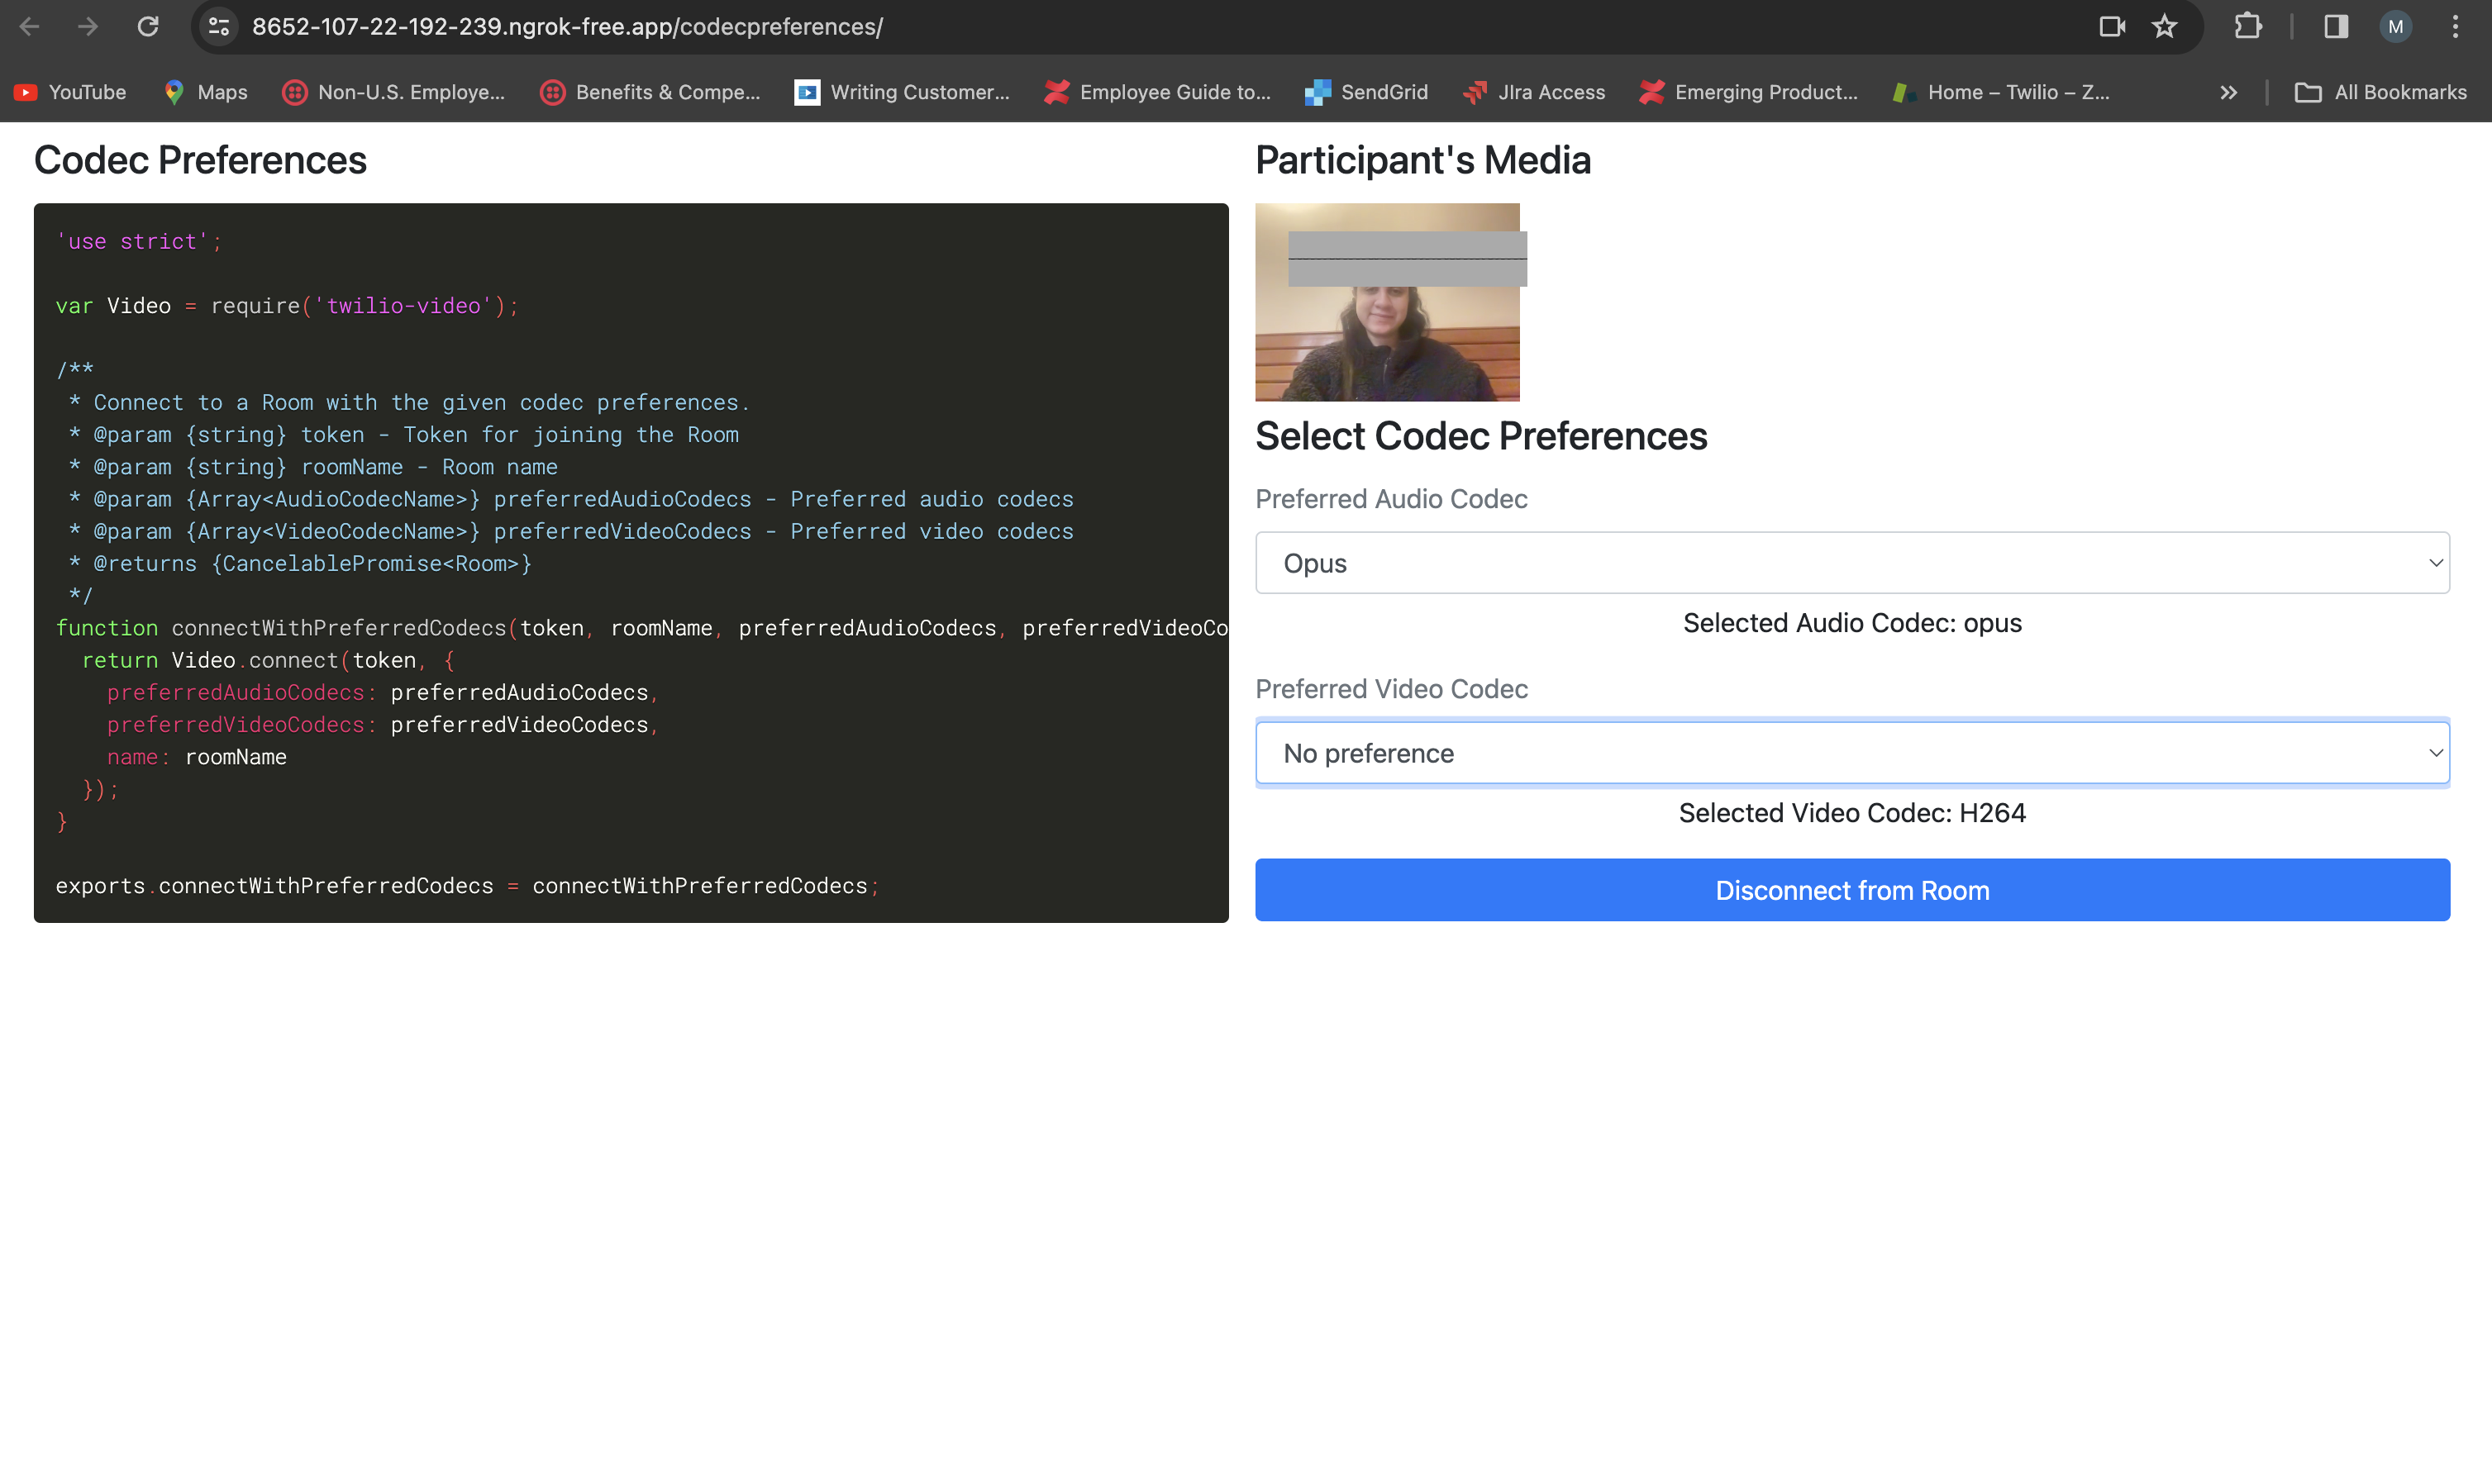 8652-107-22-192-239.ngrok-free.app/codecpreferences/
M
YouTube
Maps
Non-U.S. Employe...
Benefits & Compe...
Writing Customer...
Employee Guide to...
SendGrid
JIra Access
Emerging Product...
Home – Twilio – Z...
All Bookmarks
Codec Preferences
'use strict';
var Video = require('twilio-video');
/**
* Connect to a Room with the given codec preferences.
* @param {string} token - Token for joining the Room
* @param {string} roomName - Room name
* @param {Array<AudioCodecName>} preferredAudioCodecs - Preferred audio codecs
* @param {Array<VideoCodecName>} preferredVideoCodecs - Preferred video codecs
* @returns {CancelablePromise<Room>}
*/
function connectWithPreferredCodecs(token, roomName, preferredAudioCodecs, preferredVideoCo
return Video.connect(token, {
preferredAudioCodecs: preferredAudioCodecs,
preferredVideoCodecs: preferredVideoCodecs,
name: roomName
});
}
exports.connectWithPreferredCodecs = connectWithPreferredCodecs;
Participant's Media
Select Codec Preferences
Preferred Audio Codec
Opus
Selected Audio Codec: opus
Preferred Video Codec
No preference
Selected Video Codec: H264
Disconnect from Room